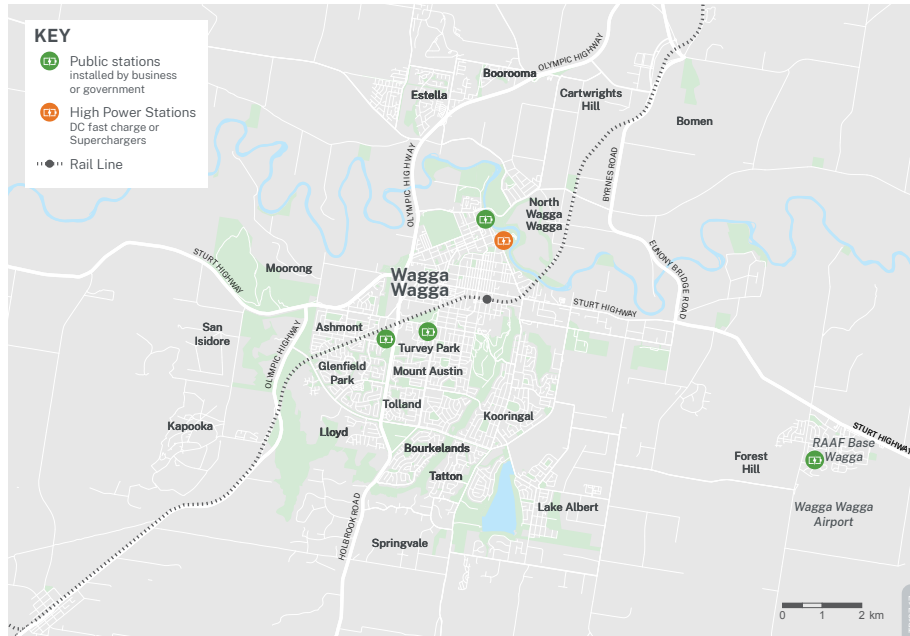 KEY
Public stations
installed by business
or government
High Power Stations
DC fast charge or
Superchargers
Rail Line
OLYMPIC HIGHWAY
Boorooma
Estella
Cartwrights
Hill
Bomen
OLYMPIC HIGHWAY
BYRNES ROAD
North
Wagga
Wagga
EUNONY BRIDGE ROAD
STURT HIGHWAY
Moorong
Wagga
Wagga
STURT HIGHWAY
San
Isidore
Ashmont
OLYMPIC HIGHWAY
Turvey Park
Glenfield
Park
Mount Austin
Tolland
Kooringal
Kapooka
Lloyd
STURT HIGHWAY
RAAF Base
Wagga
Bourkelands
Forest
Hill
Tatton
Lake Albert
Wagga Wagga
Airport
HOLBROOK ROAD
Springvale
0 1 2 km